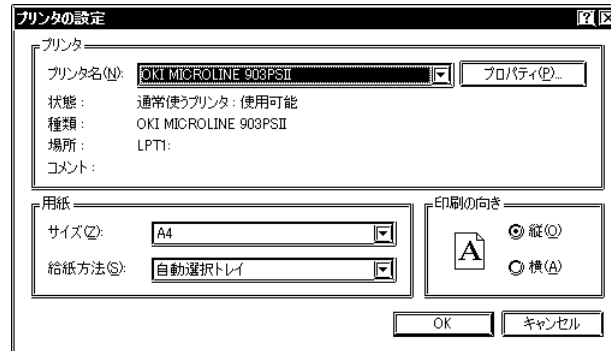 プリンタの設定
プリンタ
プリンタ名(N): OKI MICROLINE 903PSII プロパティ(P)...
状態: 通常使うプリンタ : 使用可能
種類: OKI MICROLINE 903PSII
場所: LPT1:
コメント:
用紙
サイズ(Z): A4
給紙方法(S): 自動選択トレイ
印刷の向き
A
縦(O)
横(A)
OK キャンセル